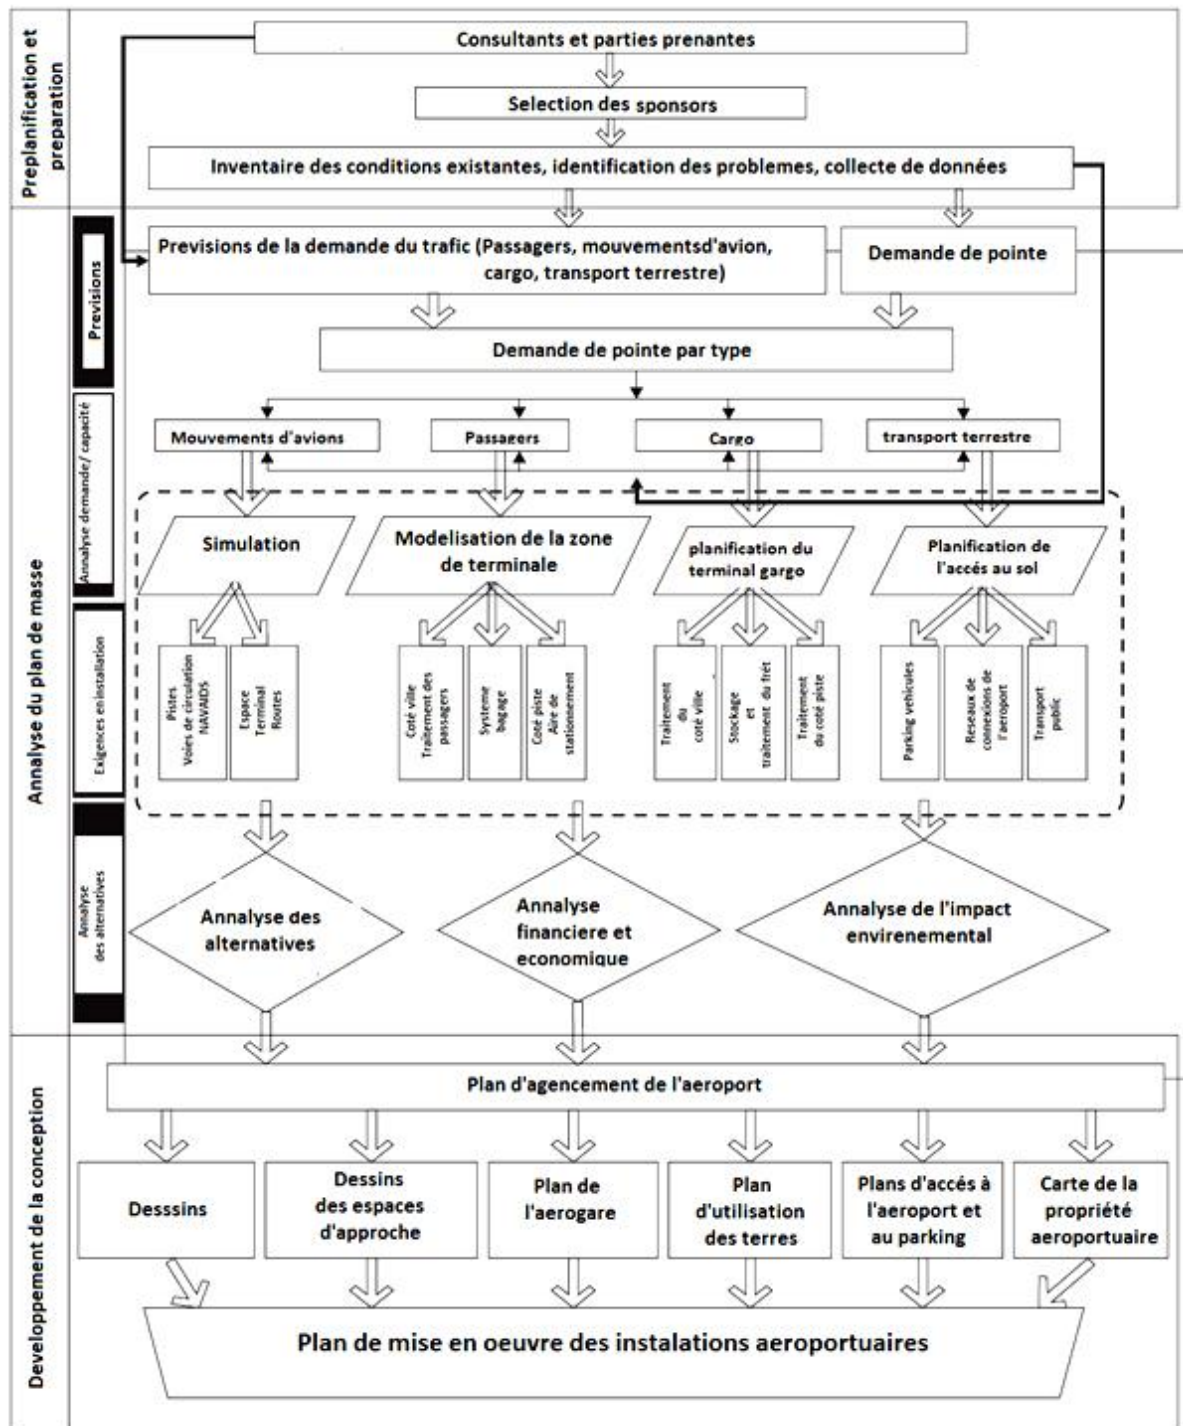 Preplanification et
preparation
Consultants et parties prenantes
Selection des sponsors
Inventaire des conditions existantes, identification des problemes, collecte de données
Annalyse du plan de masse
Previsions
Previsions de la demande du trafic (Passagers, mouvementsd'avion,
cargo, transport terrestre)
Demande de pointe
Demande de pointe par type
Annalyse demande/ capacité
Mouvements d'avions
Passagers
Cargo
transport terrestre
Simulation
Modelisation de la zone
de terminale
planification du
terminal gargo
Planification de
l'accés au sol
Exigences en installation
Pistes
Voies de circulation
NAVAIDS
Espace
Terminal
Routes
Coté ville
Traitement des
passagers
Systeme
bagage
Coté piste
Aire de
stationnement
Traitement
du
coté ville
Stockage
et
traitement du frét
Traitement
du coté piste
Parking vehicules
Reseaux de
connexions de
l'aeroport
Transport
public
Annalyse
des alternatives
Annalyse des
alternatives
Annalyse
financiere et
economique
Annalyse de l'impact
envirenemental
Developpement de la conception
Plan d'agencement de l'aeroport
Desssins
Dessins
des espaces
d'approche
Plan de
l'aerogare
Plan
d'utilisation
des terres
Plans d'accés à
l'aeroport et
au parking
Carte de la
propriété
aeroportuaire
Plan de mise en oeuvre des instalations aeroportuaires